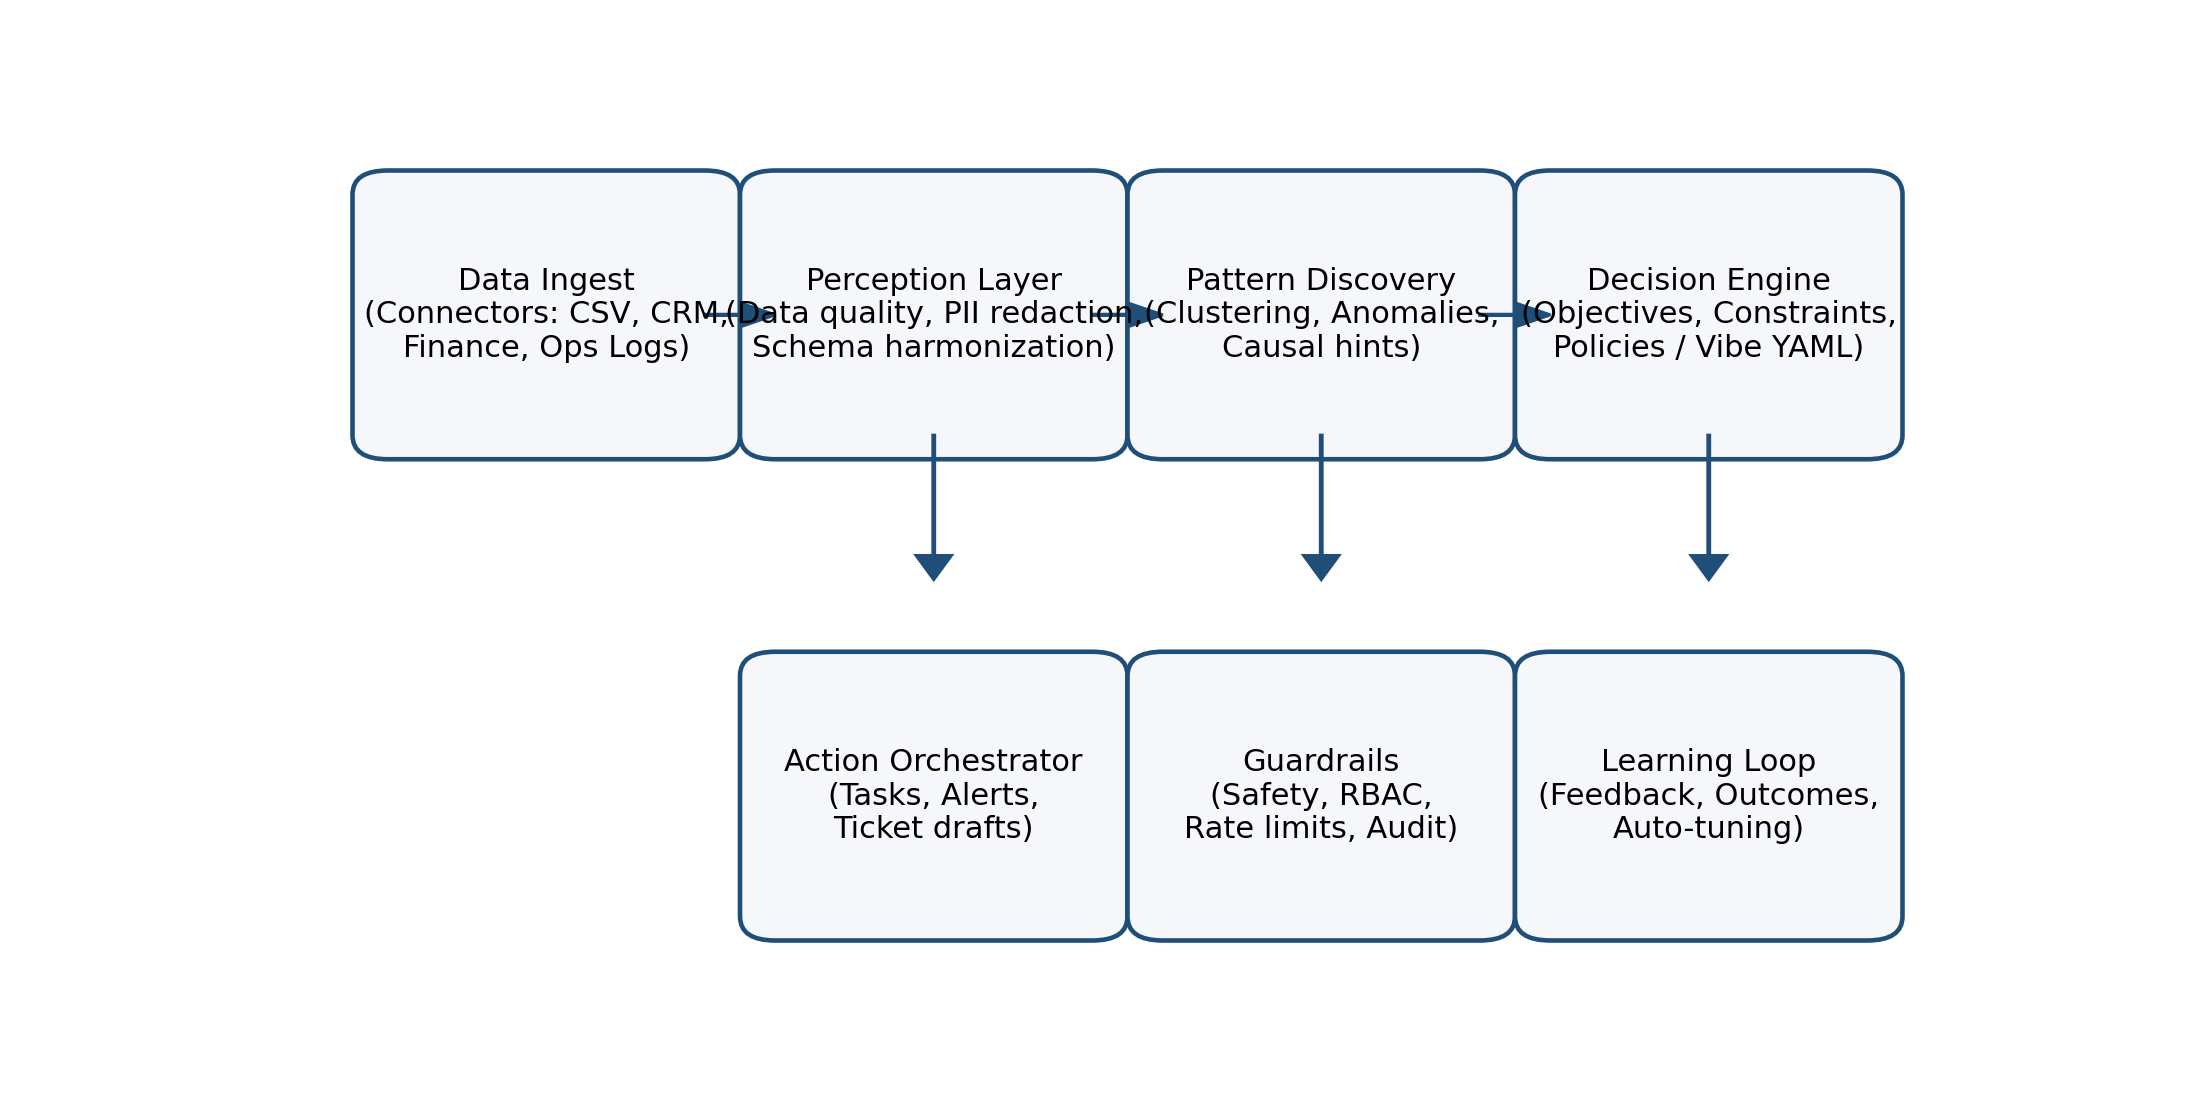 Data Ingest
(Connectors: CSV, CRM,
Finance, Ops Logs)
Perception Layer
(Data quality, PII redaction,
Schema harmonization)
Pattern Discovery
(Clustering, Anomalies,
Causal hints)
Decision Engine
(Objectives, Constraints,
Policies / Vibe YAML)
Action Orchestrator
(Tasks, Alerts,
Ticket drafts)
Guardrails
(Safety, RBAC,
Rate limits, Audit)
Learning Loop
(Feedback, Outcomes,
Auto-tuning)